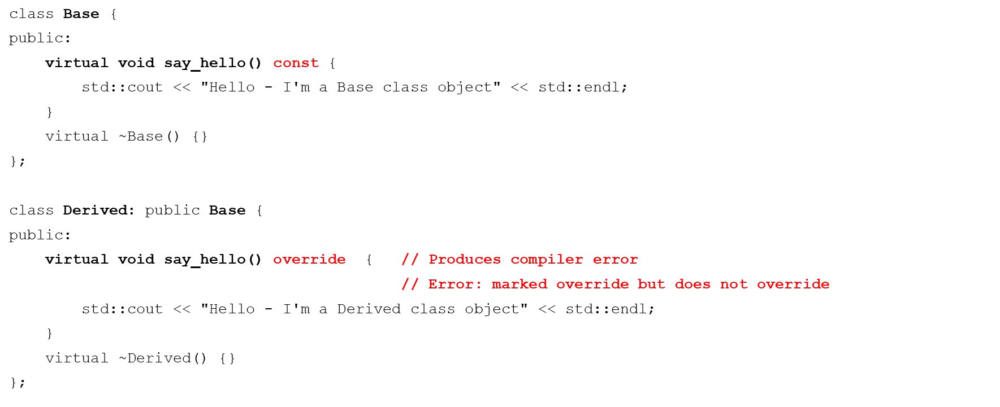 class Base {
public:
    virtual void say_hello() const {
        std::cout << "Hello - I'm a Base class object" << std::endl;
    }
    virtual ~Base() {}
};

class Derived: public Base {
public:
    virtual void say_hello() override  {   // Produces compiler error
                                       // Error: marked override but does not override
        std::cout << "Hello - I'm a Derived class object" << std::endl;
    }
    virtual ~Derived() {}
};